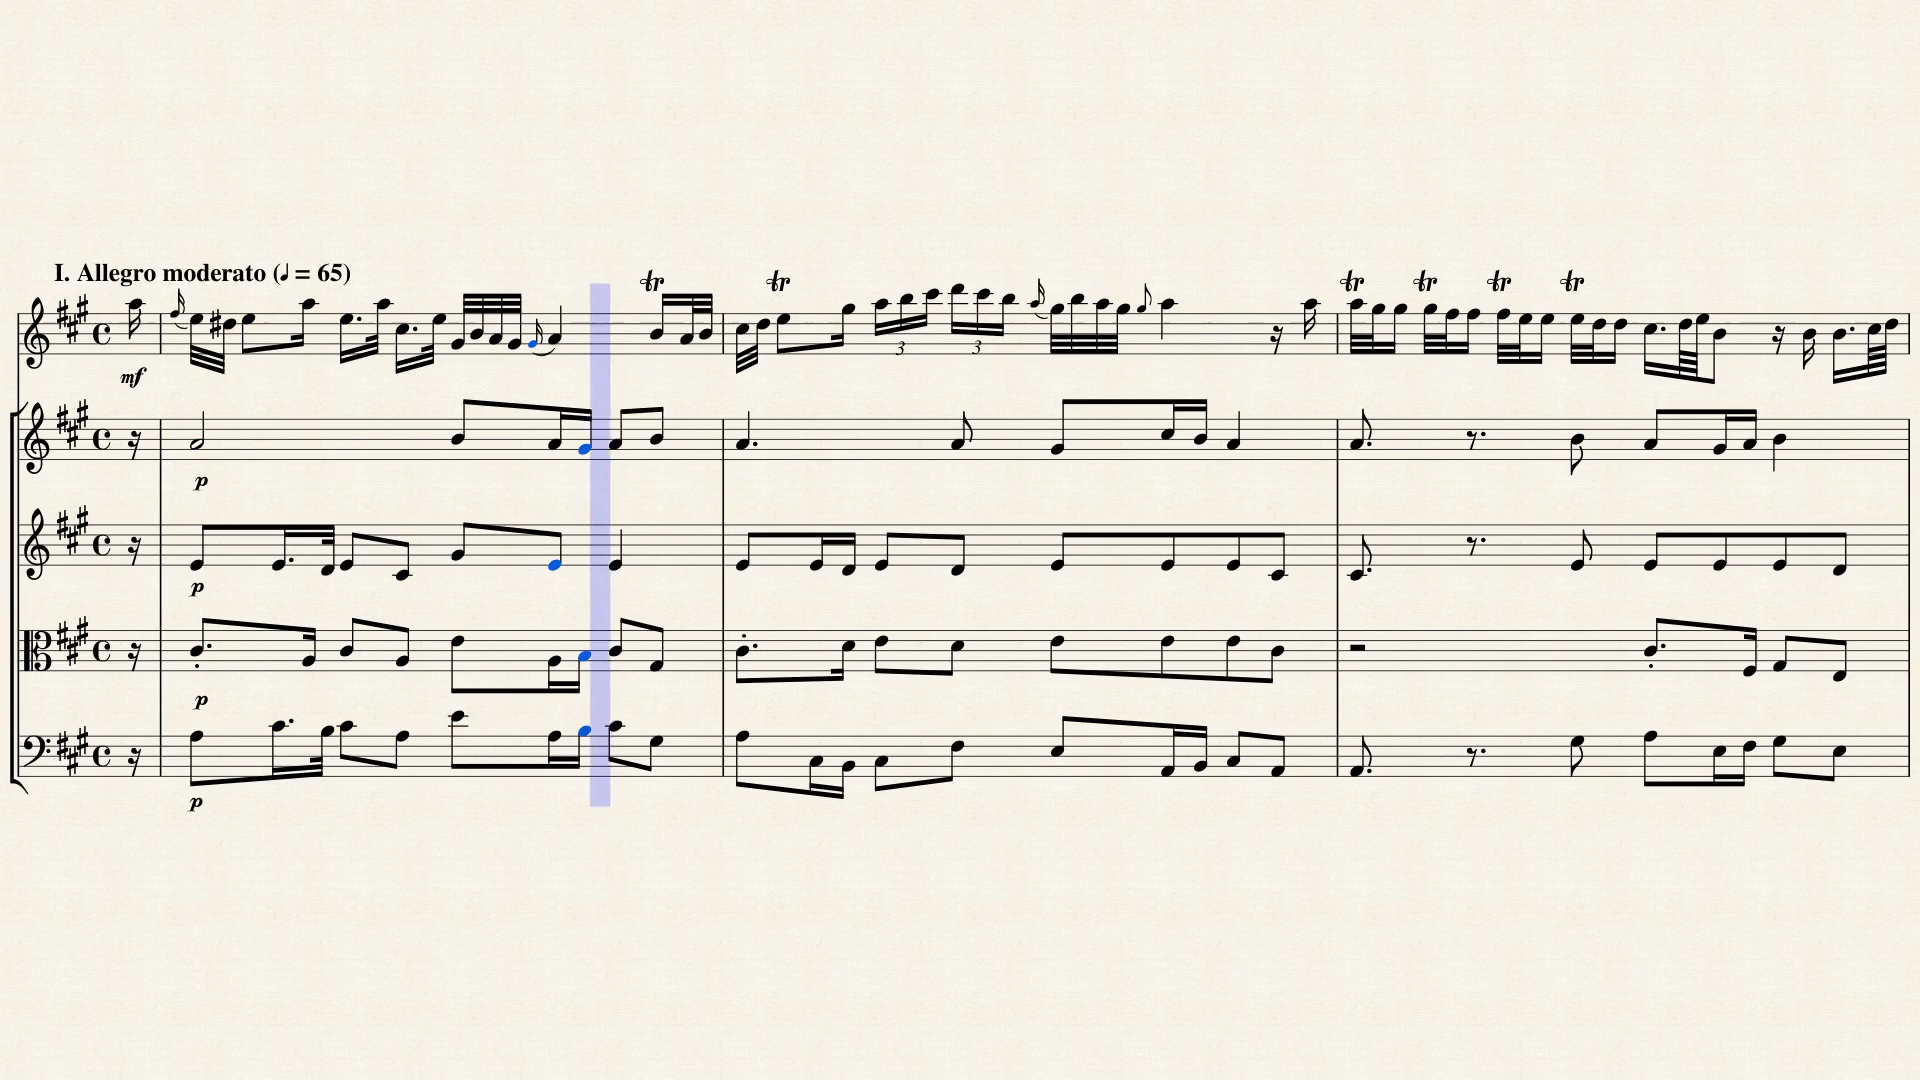 I. Allegro moderato (♩ = 65)
tr tr tr tr tr tr
3 3
mf
p
p
p
p